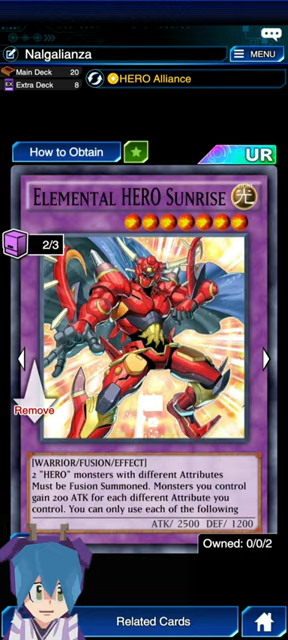 Nalgalianza
MENU
Main Deck 20
EX Extra Deck 8
HERO Alliance
How to Obtain
UR
ELEMENTAL HERO SUNRISE
光
2/3
Remove
[WARRIOR/FUSION/EFFECT]
2 "HERO" monsters with different Attributes
Must be Fusion Summoned. Monsters you control
gain 200 ATK for each different Attribute you
control. You can only use each of the following
ATK/ 2500 DEF/ 1200
Owned: 0/0/2
Related Cards